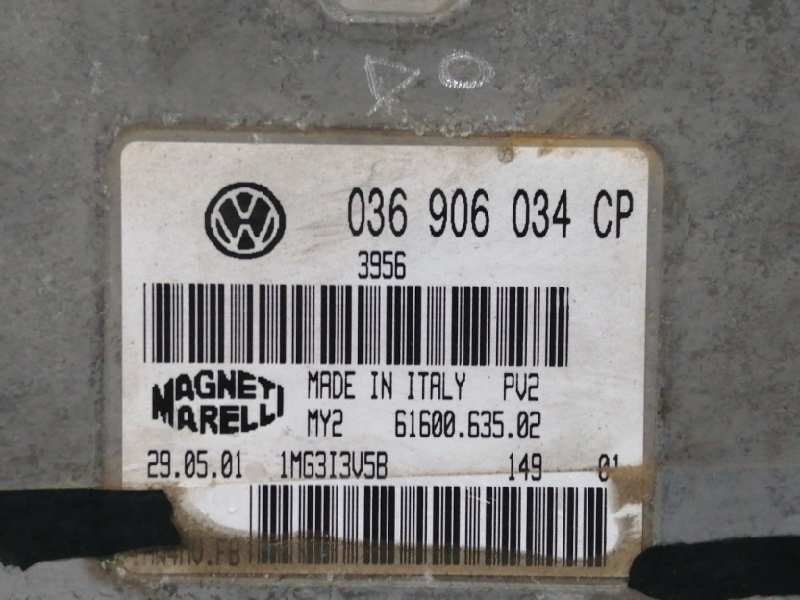 036 906 034 CP
3956
MAGNETI MARELLI
MADE IN ITALY PV2
MY2 61600.635.02
29.05.01 1MG3I3V5B 149 01